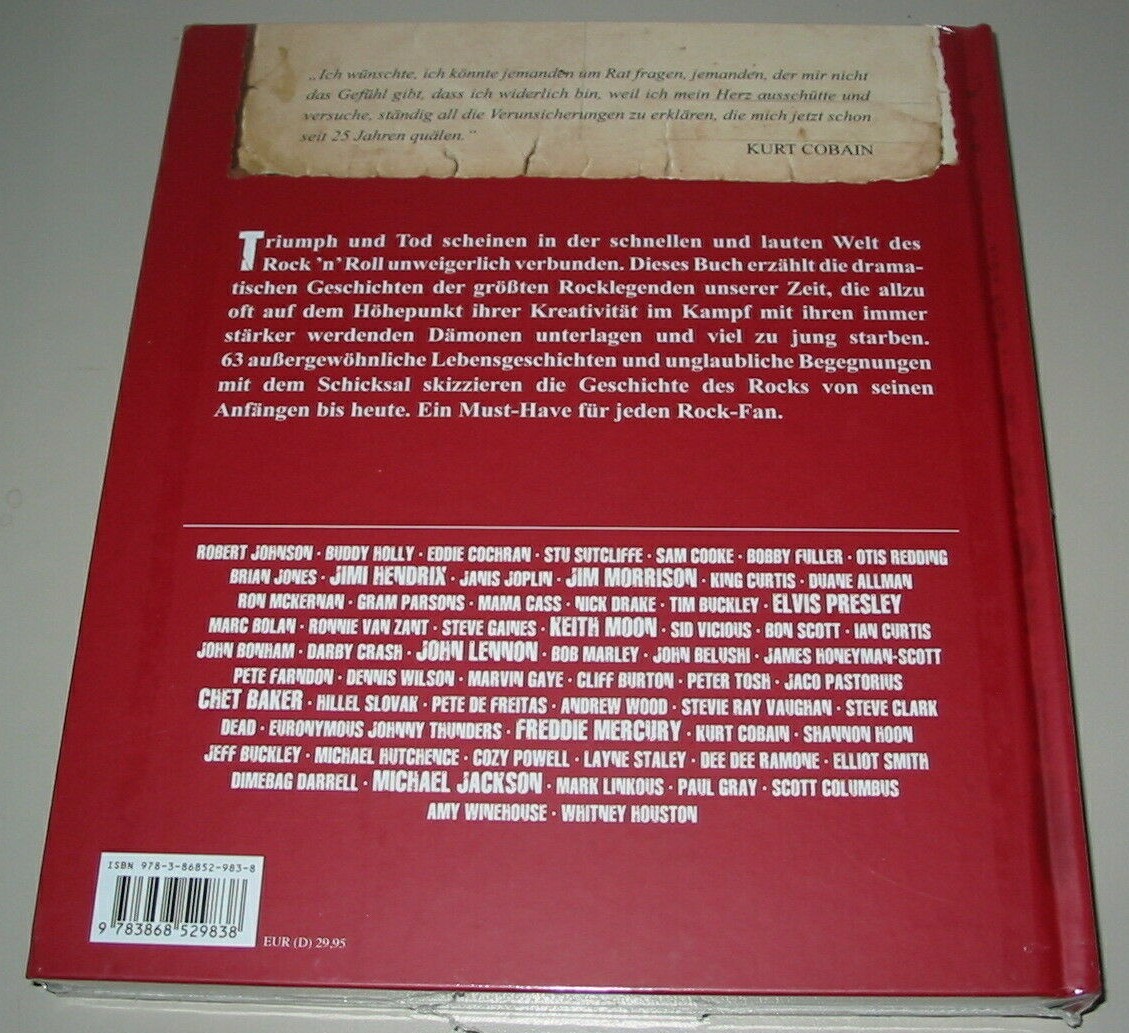 „Ich wünschte, ich könnte jemanden um Rat fragen, jemanden, der mir nicht
das Gefühl gibt, dass ich widerlich bin, weil ich mein Herz ausschütte und
versuche, ständig all die Verunsicherungen zu erklären, die mich jetzt schon
seit 25 Jahren quälen."
KURT COBAIN
Triumph und Tod scheinen in der schnellen und lauten Welt des
Rock 'n' Roll unweigerlich verbunden. Dieses Buch erzählt die drama-
tischen Geschichten der größten Rocklegenden unserer Zeit, die allzu
oft auf dem Höhepunkt ihrer Kreativität im Kampf mit ihren immer
stärker werdenden Dämonen unterlagen und viel zu jung starben.
63 außergewöhnliche Lebensgeschichten und unglaubliche Begegnungen
mit dem Schicksal skizzieren die Geschichte des Rocks von seinen
Anfängen bis heute. Ein Must-Have für jeden Rock-Fan.
ROBERT JOHNSON · BUDDY HOLLY · EDDIE COCHRAN · STU SUTCLIFFE · SAM COOKE · BOBBY FULLER · OTIS REDDING
BRIAN JONES · JIMI HENDRIX · JANIS JOPLIN · JIM MORRISON · KING CURTIS · DUANE ALLMAN
RON MCKERNAN · GRAM PARSONS · MAMA CASS · NICK DRAKE · TIM BUCKLEY · ELVIS PRESLEY
MARC BOLAN · RONNIE VAN ZANT · STEVE GAINES · KEITH MOON · SID VICIOUS · BON SCOTT · IAN CURTIS
JOHN BONHAM · DARBY CRASH · JOHN LENNON · BOB MARLEY · JOHN BELUSHI · JAMES HONEYMAN-SCOTT
PETE FARNDON · DENNIS WILSON · MARVIN GAYE · CLIFF BURTON · PETER TOSH · JACO PASTORIUS
CHET BAKER · HILLEL SLOVAK · PETE DE FREITAS · ANDREW WOOD · STEVIE RAY VAUGHAN · STEVE CLARK
DEAD · EURONYMOUS JOHNNY THUNDERS · FREDDIE MERCURY · KURT COBAIN · SHANNON HOON
JEFF BUCKLEY · MICHAEL HUTCHENCE · COZY POWELL · LAYNE STALEY · DEE DEE RAMONE · ELLIOT SMITH
DIMEBAG DARRELL · MICHAEL JACKSON · MARK LINKOUS · PAUL GRAY · SCOTT COLUMBUS
AMY WINEHOUSE · WHITNEY HOUSTON
ISBN 978-3-86852-983-8
9 783868 529838
EUR (D) 29,95